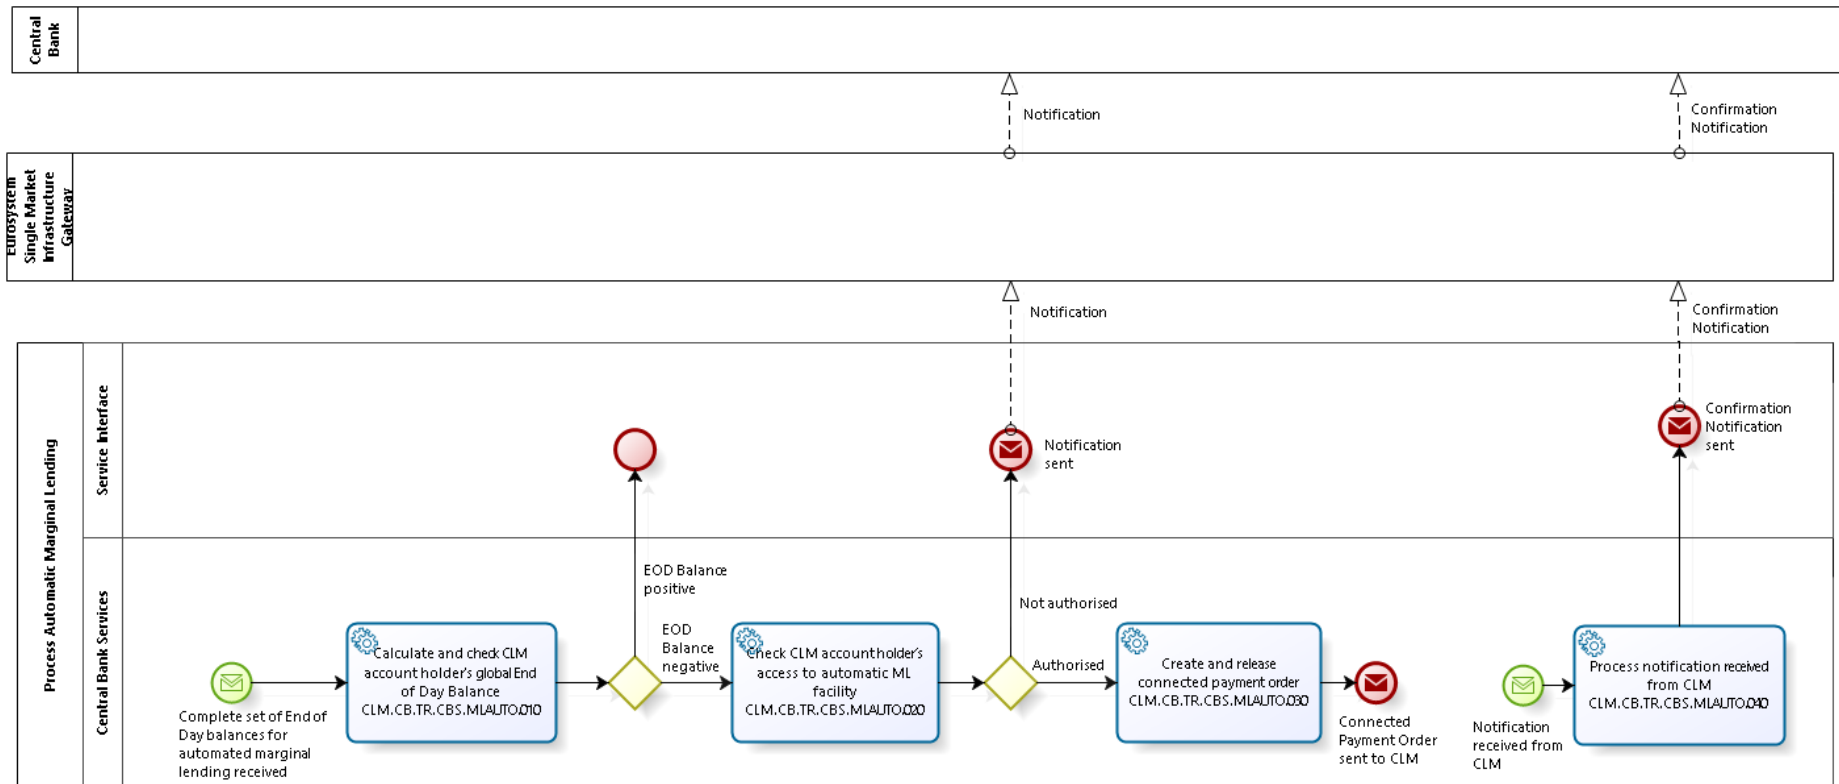 Central
Bank
Notification
Confirmation
Notification
Eurosystem
Single Market
Infrastructure
Gateway
Notification
Confirmation
Notification
Process Automatic Marginal Lending
Service Interface
Notification
sent
Confirmation
Notification
sent
Central Bank Services
EOD Balance
positive
Not authorised
EOD
Balance
negative
Authorised
Complete set of End of
Day balances for
automated marginal
lending received
Calculate and check CLM
account holder's global End
of Day Balance
CLM.CB.TR.CBS.MLAUTO.010
Check CLM account holder's
access to automatic ML
facility
CLM.CB.TR.CBS.MLAUTO.020
Create and release
connected payment order
CLM.CB.TR.CBS.MLAUTO.030
Connected
Payment Order
sent to CLM
Notification
received from
CLM
Process notification received
from CLM
CLM.CB.TR.CBS.MLAUTO.040